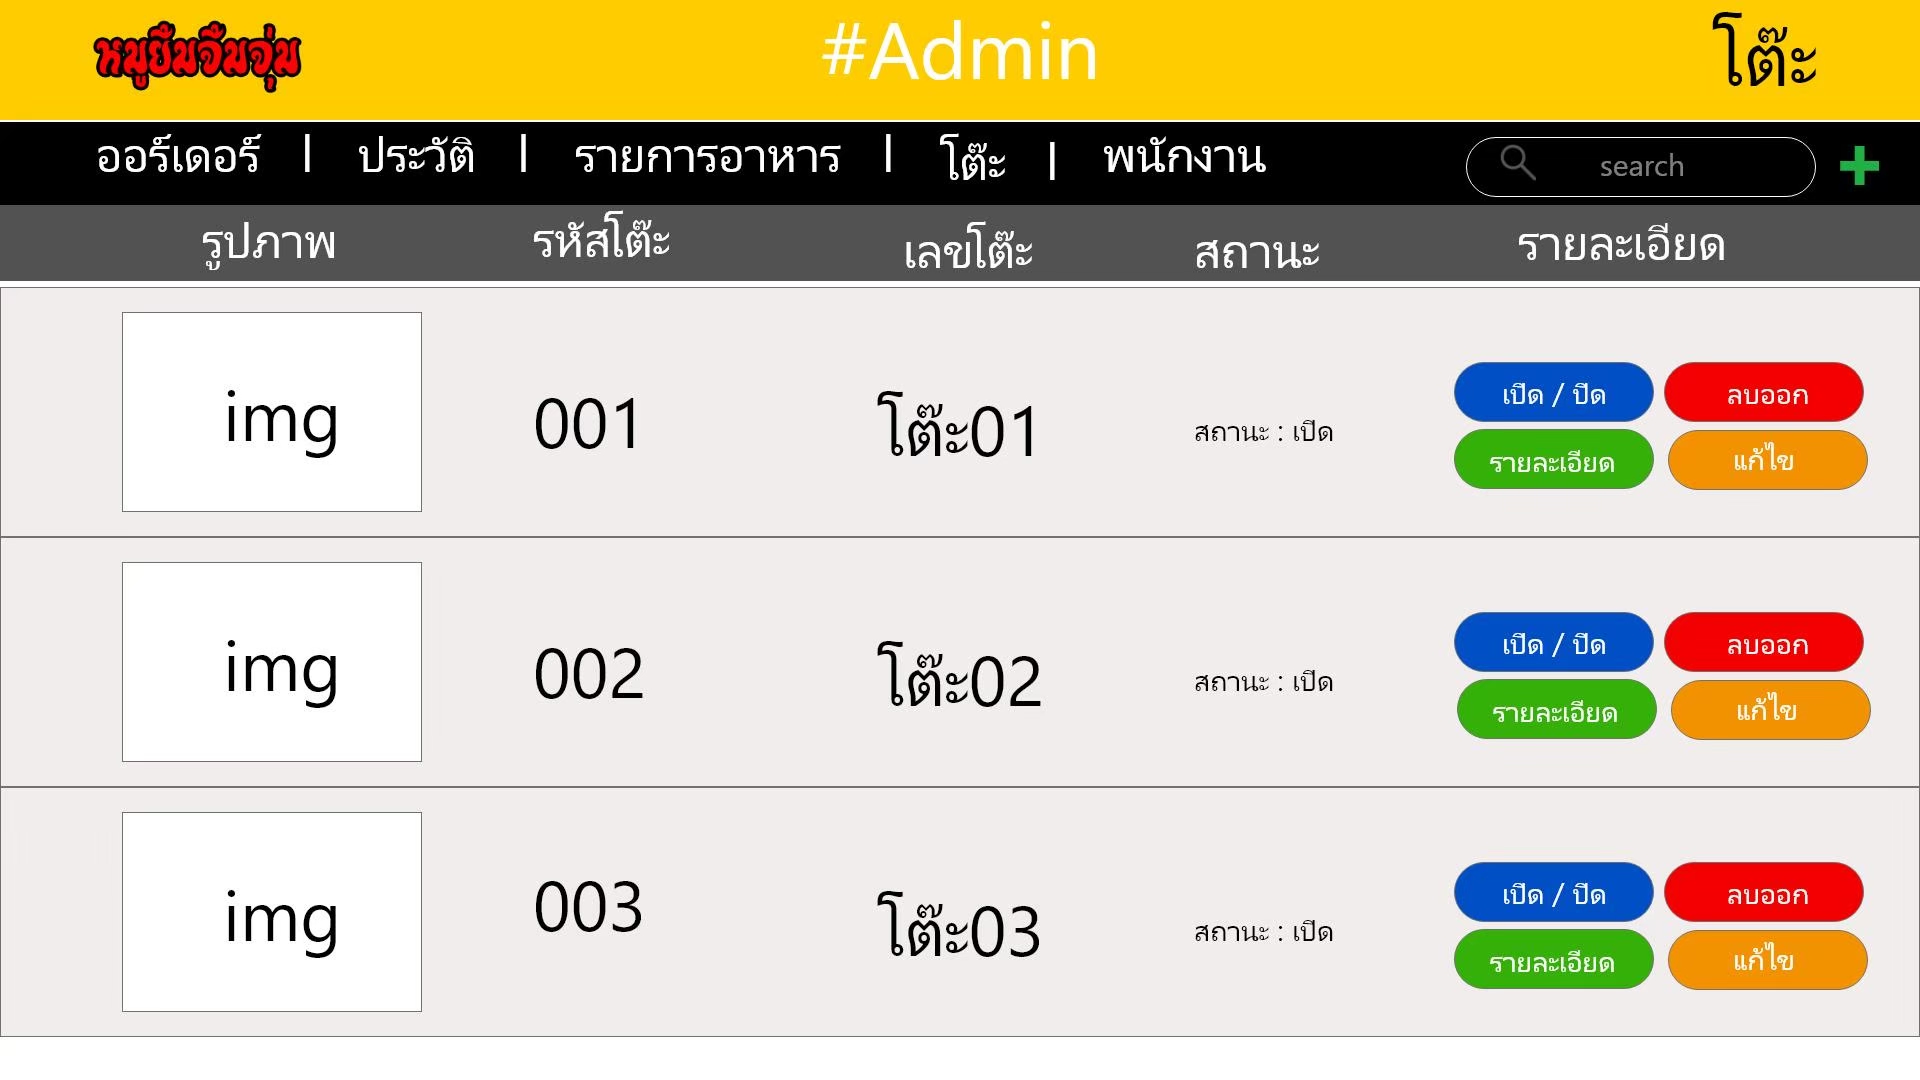 หมูยิ้มจิ้มจุ่ม #Admin โต๊ะ
ออร์เดอร์ | ประวัติ | รายการอาหาร | โต๊ะ | พนักงาน search
รูปภาพ รหัสโต๊ะ เลขโต๊ะ สถานะ รายละเอียด
img 001 โต๊ะ01 สถานะ : เปิด
เปิด / ปิด ลบออก
รายละเอียด แก้ไข
img 002 โต๊ะ02 สถานะ : เปิด
เปิด / ปิด ลบออก
รายละเอียด แก้ไข
img 003 โต๊ะ03 สถานะ : เปิด
เปิด / ปิด ลบออก
รายละเอียด แก้ไข